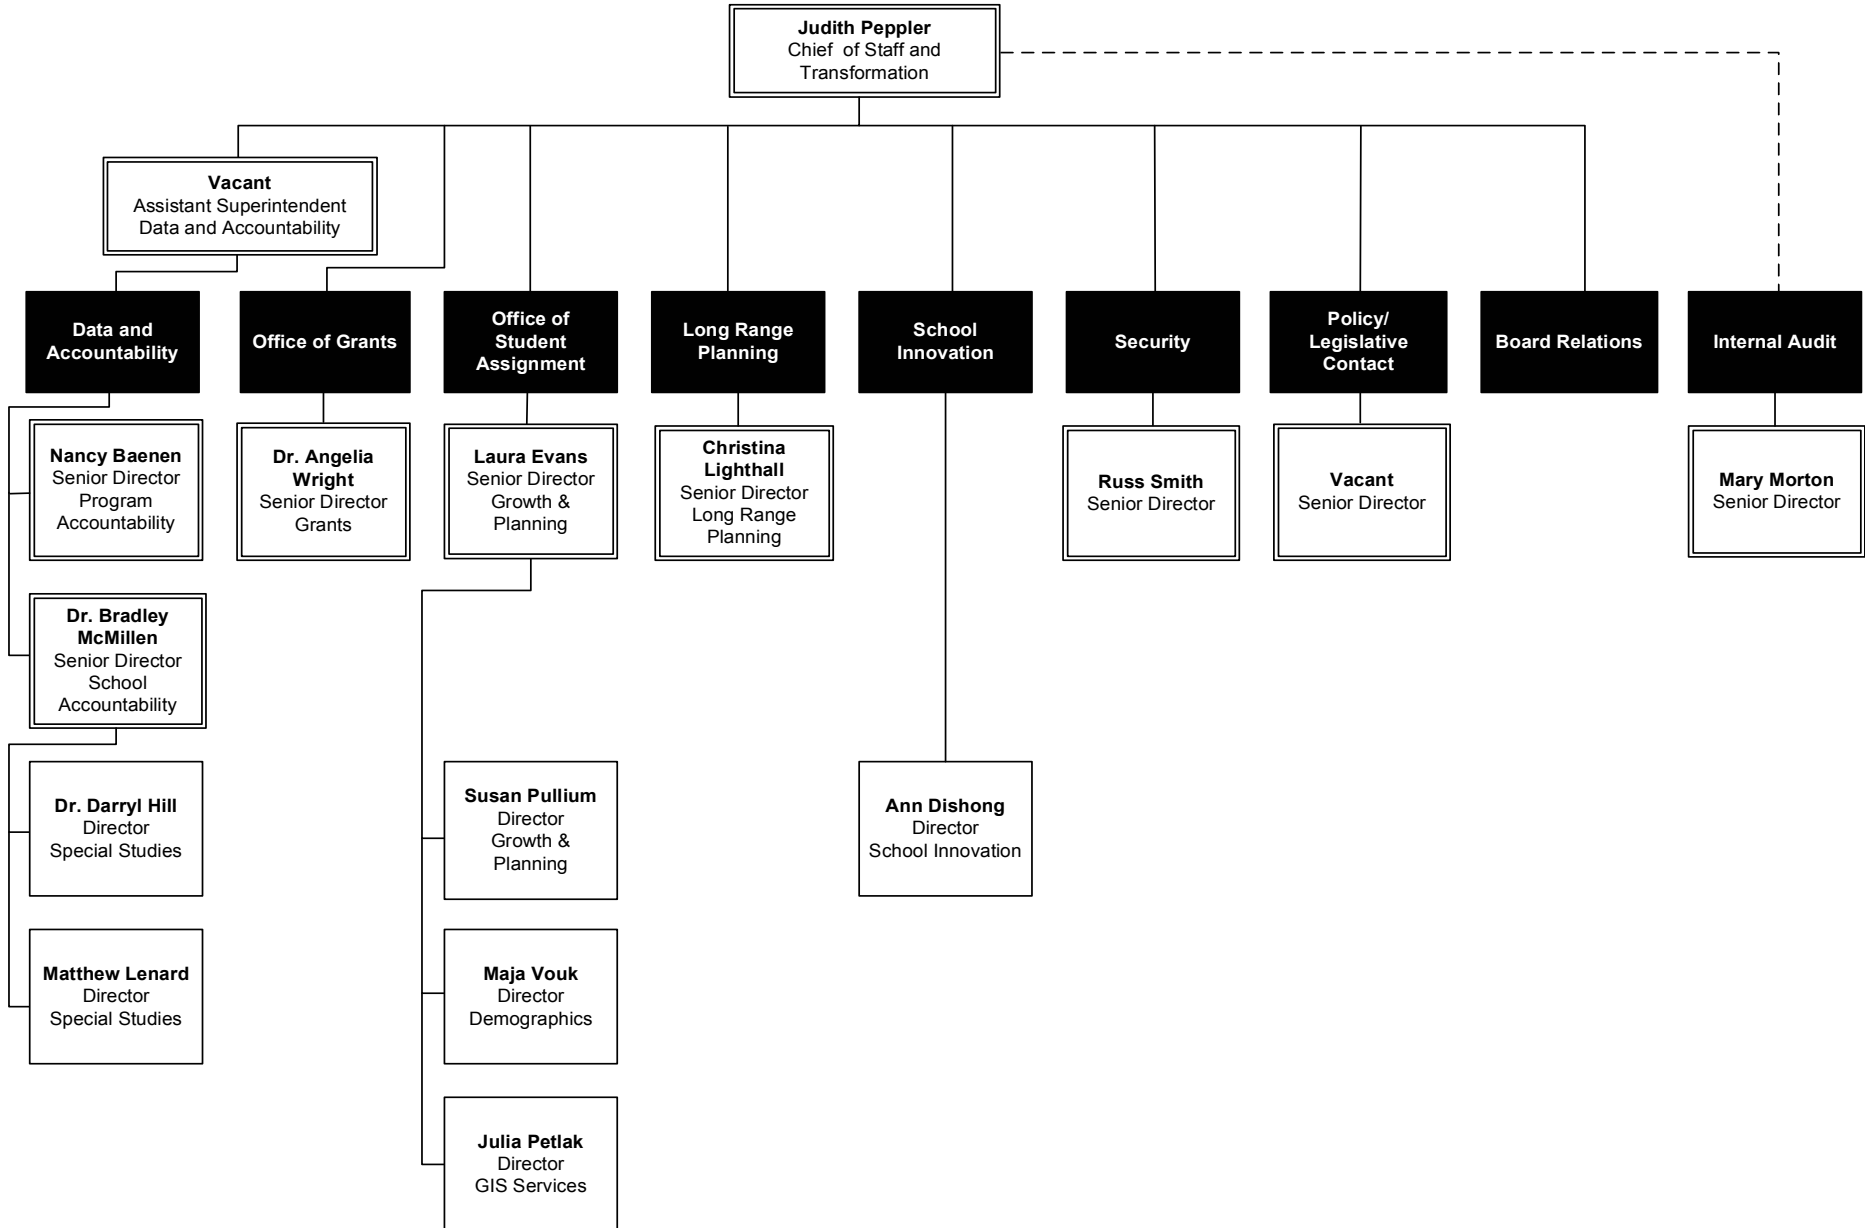 Judith Peppler
Chief of Staff and
Transformation
Vacant
Assistant Superintendent
Data and Accountability
Data and
Accountability
Office of Grants
Office of
Student
Assignment
Long Range
Planning
School
Innovation
Security
Policy/
Legislative
Contact
Board Relations
Internal Audit
Nancy Baenen
Senior Director
Program
Accountability
Dr. Angelia
Wright
Senior Director
Grants
Laura Evans
Senior Director
Growth &
Planning
Christina
Lighthall
Senior Director
Long Range
Planning
Russ Smith
Senior Director
Vacant
Senior Director
Mary Morton
Senior Director
Dr. Bradley
McMillen
Senior Director
School
Accountability
Dr. Darryl Hill
Director
Special Studies
Susan Pullium
Director
Growth &
Planning
Ann Dishong
Director
School Innovation
Matthew Lenard
Director
Special Studies
Maja Vouk
Director
Demographics
Julia Petlak
Director
GIS Services